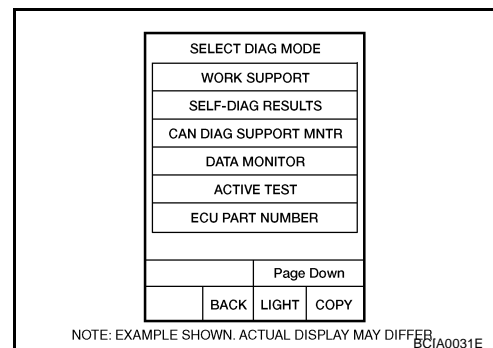 SELECT DIAG MODE
WORK SUPPORT
SELF-DIAG RESULTS
CAN DIAG SUPPORT MNTR
DATA MONITOR
ACTIVE TEST
ECU PART NUMBER
Page Down
BACK LIGHT COPY
NOTE: EXAMPLE SHOWN. ACTUAL DISPLAY MAY DIFFER.
BCIA0031E